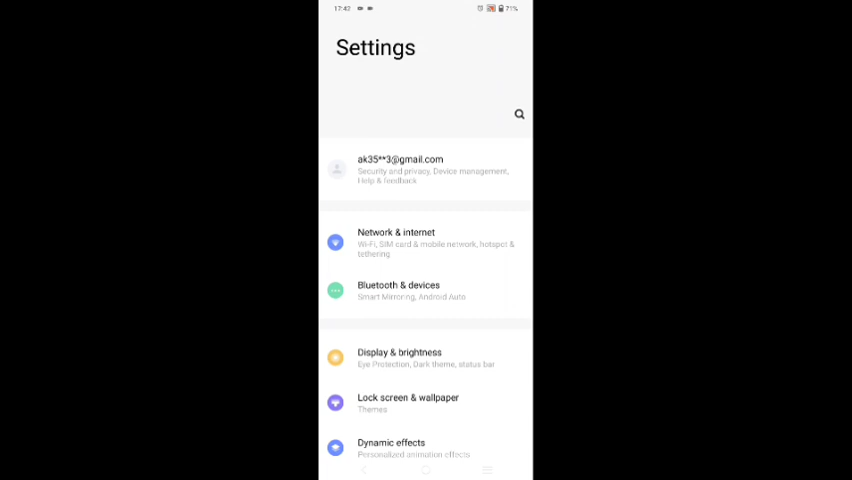 17:42 71%
Settings
ak35**3@gmail.com
Security and privacy, Device management,
Help & feedback
Network & internet
Wi-Fi, SIM card & mobile network, hotspot &
tethering
Bluetooth & devices
Smart Mirroring, Android Auto
Display & brightness
Eye Protection, Dark theme, status bar
Lock screen & wallpaper
Themes
Dynamic effects
Personalized animation effects